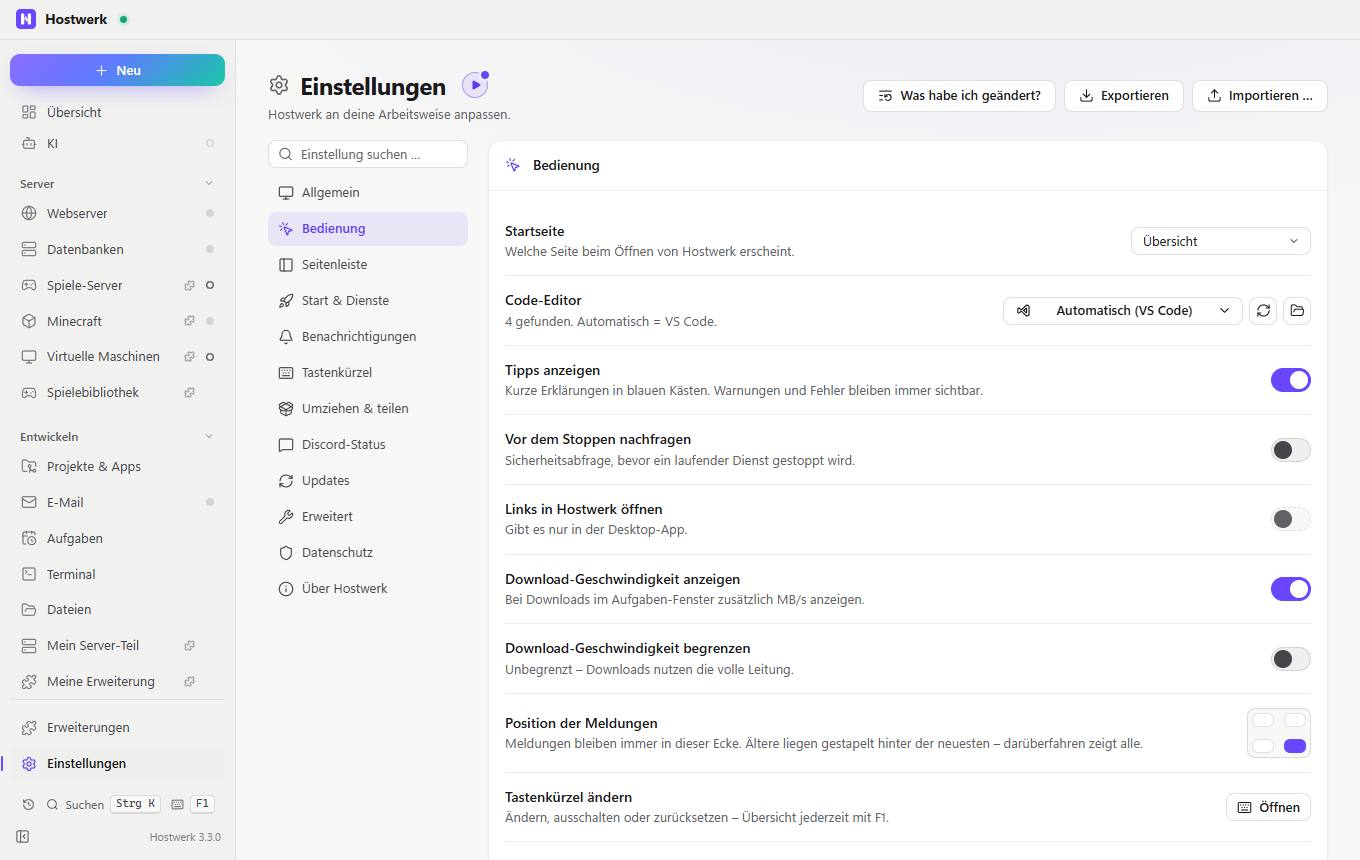 Hostwerk
Neu
Übersicht
KI
Server
Webserver
Datenbanken
Spiele-Server
Minecraft
Virtuelle Maschinen
Spielebibliothek
Entwickeln
Projekte & Apps
E-Mail
Aufgaben
Terminal
Dateien
Mein Server-Teil
Meine Erweiterung
Erweiterungen
Einstellungen
Suchen Strg K F1
Hostwerk 3.3.0
Einstellungen
Hostwerk an deine Arbeitsweise anpassen.
Was habe ich geändert?
Exportieren
Importieren ...
Einstellung suchen ...
Allgemein
Bedienung
Seitenleiste
Start & Dienste
Benachrichtigungen
Tastenkürzel
Umziehen & teilen
Discord-Status
Updates
Erweitert
Datenschutz
Über Hostwerk
Bedienung
Startseite
Welche Seite beim Öffnen von Hostwerk erscheint.
Übersicht
Code-Editor
4 gefunden. Automatisch = VS Code.
Automatisch (VS Code)
Tipps anzeigen
Kurze Erklärungen in blauen Kästen. Warnungen und Fehler bleiben immer sichtbar.
Vor dem Stoppen nachfragen
Sicherheitsabfrage, bevor ein laufender Dienst gestoppt wird.
Links in Hostwerk öffnen
Gibt es nur in der Desktop-App.
Download-Geschwindigkeit anzeigen
Bei Downloads im Aufgaben-Fenster zusätzlich MB/s anzeigen.
Download-Geschwindigkeit begrenzen
Unbegrenzt – Downloads nutzen die volle Leitung.
Position der Meldungen
Meldungen bleiben immer in dieser Ecke. Ältere liegen gestapelt hinter der neuesten – darüberfahren zeigt alle.
Tastenkürzel ändern
Ändern, ausschalten oder zurücksetzen – Übersicht jederzeit mit F1.
Öffnen